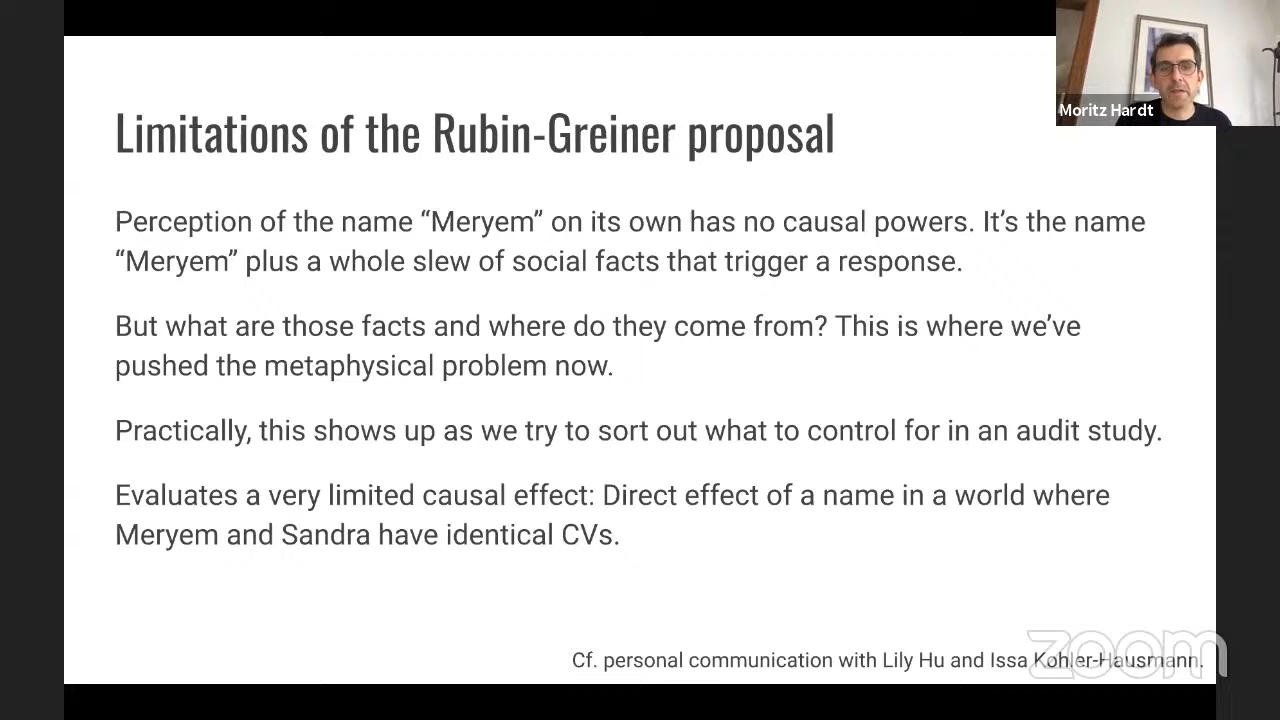 Moritz Hardt
Limitations of the Rubin-Greiner proposal
Perception of the name “Meryem” on its own has no causal powers. It’s the name
“Meryem” plus a whole slew of social facts that trigger a response.
But what are those facts and where do they come from? This is where we’ve
pushed the metaphysical problem now.
Practically, this shows up as we try to sort out what to control for in an audit study.
Evaluates a very limited causal effect: Direct effect of a name in a world where
Meryem and Sandra have identical CVs.
Cf. personal communication with Lily Hu and Issa Kohler-Hausmann.
zoom